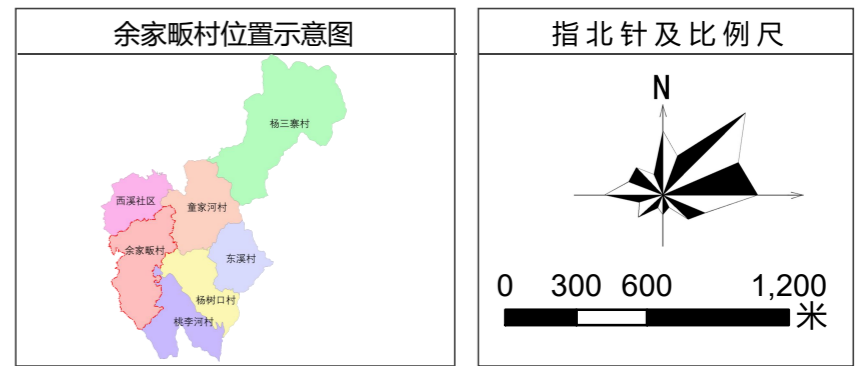 余家畈村位置示意图
杨三寨村
西溪社区
童家河村
余家畈村
东溪村
杨树口村
桃李河村
指北针及比例尺
N
0 300 600 1,200
米